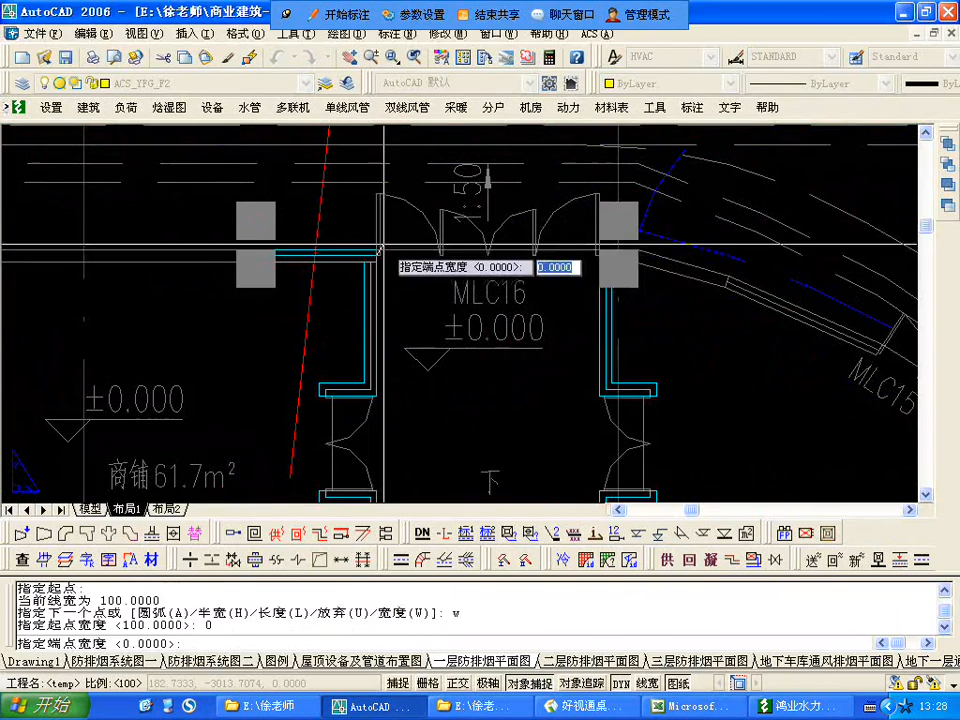 AutoCAD 2006 - [E:\徐老师\商业建筑-
开始标注 参数设置 结束共享 聊天窗口 管理模式
文件(F) 编辑(E) 视图(V) 插入(I) 格式(O) 工具(T) 绘图(D) 标注(N) 修改(M) 窗口(W) 帮助(H) ACS(A)
HVAC STANDARD Standard
ACS_YFG_F2 AutoCAD 默认 ByLayer ByLayer ByL
设置 建筑 负荷 焓湿图 设备 水管 多联机 单线风管 双线风管 采暖 分户 机房 动力 材料表 工具 标注 文字 帮助
1:50
指定端点宽度 <0.0000>: 0.0000
MLC16
±0.000
MLC15
±0.000
商铺61.7m²
下
模型 布局1 布局2
指定起点:
当前线宽为 100.0000
指定下一个点或 [圆弧(A)/半宽(H)/长度(L)/放弃(U)/宽度(W)]: w
指定起点宽度 <100.0000>: 0
指定端点宽度 <0.0000>:
Drawing1 防排烟系统图一 防排烟系统图二 图例 屋顶设备及管道布置图 一层防排烟平面图 二层防排烟平面图 三层防排烟平面图 地下车库通风排烟平面图 地下一层通
工程名:<temp> 比例:<100> 182.7333, -3013.7074, 0.0000 捕捉 栅格 正交 极轴 对象捕捉 对象追踪 DYN 线宽 图纸
开始 E:\徐老师 AutoCAD ... E:\徐老... 好视通点... Microsof... 鸿业水力... 13:28